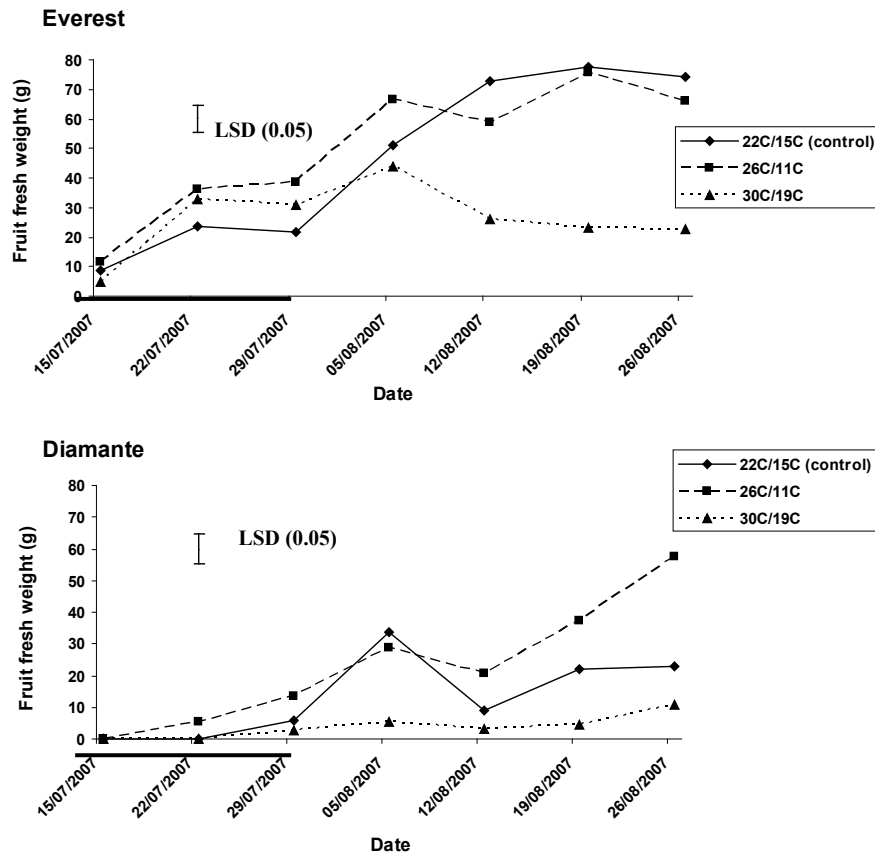 Everest
Fruit fresh weight (g)
80
70
60
50
40
30
20
10
0
LSD (0.05)
22C/15C (control)
26C/11C
30C/19C
15/07/2007
22/07/2007
29/07/2007
05/08/2007
12/08/2007
19/08/2007
26/08/2007
Date
Diamante
Fruit fresh weight (g)
80
70
60
50
40
30
20
10
0
LSD (0.05)
22C/15C (control)
26C/11C
30C/19C
15/07/2007
22/07/2007
29/07/2007
05/08/2007
12/08/2007
19/08/2007
26/08/2007
Date